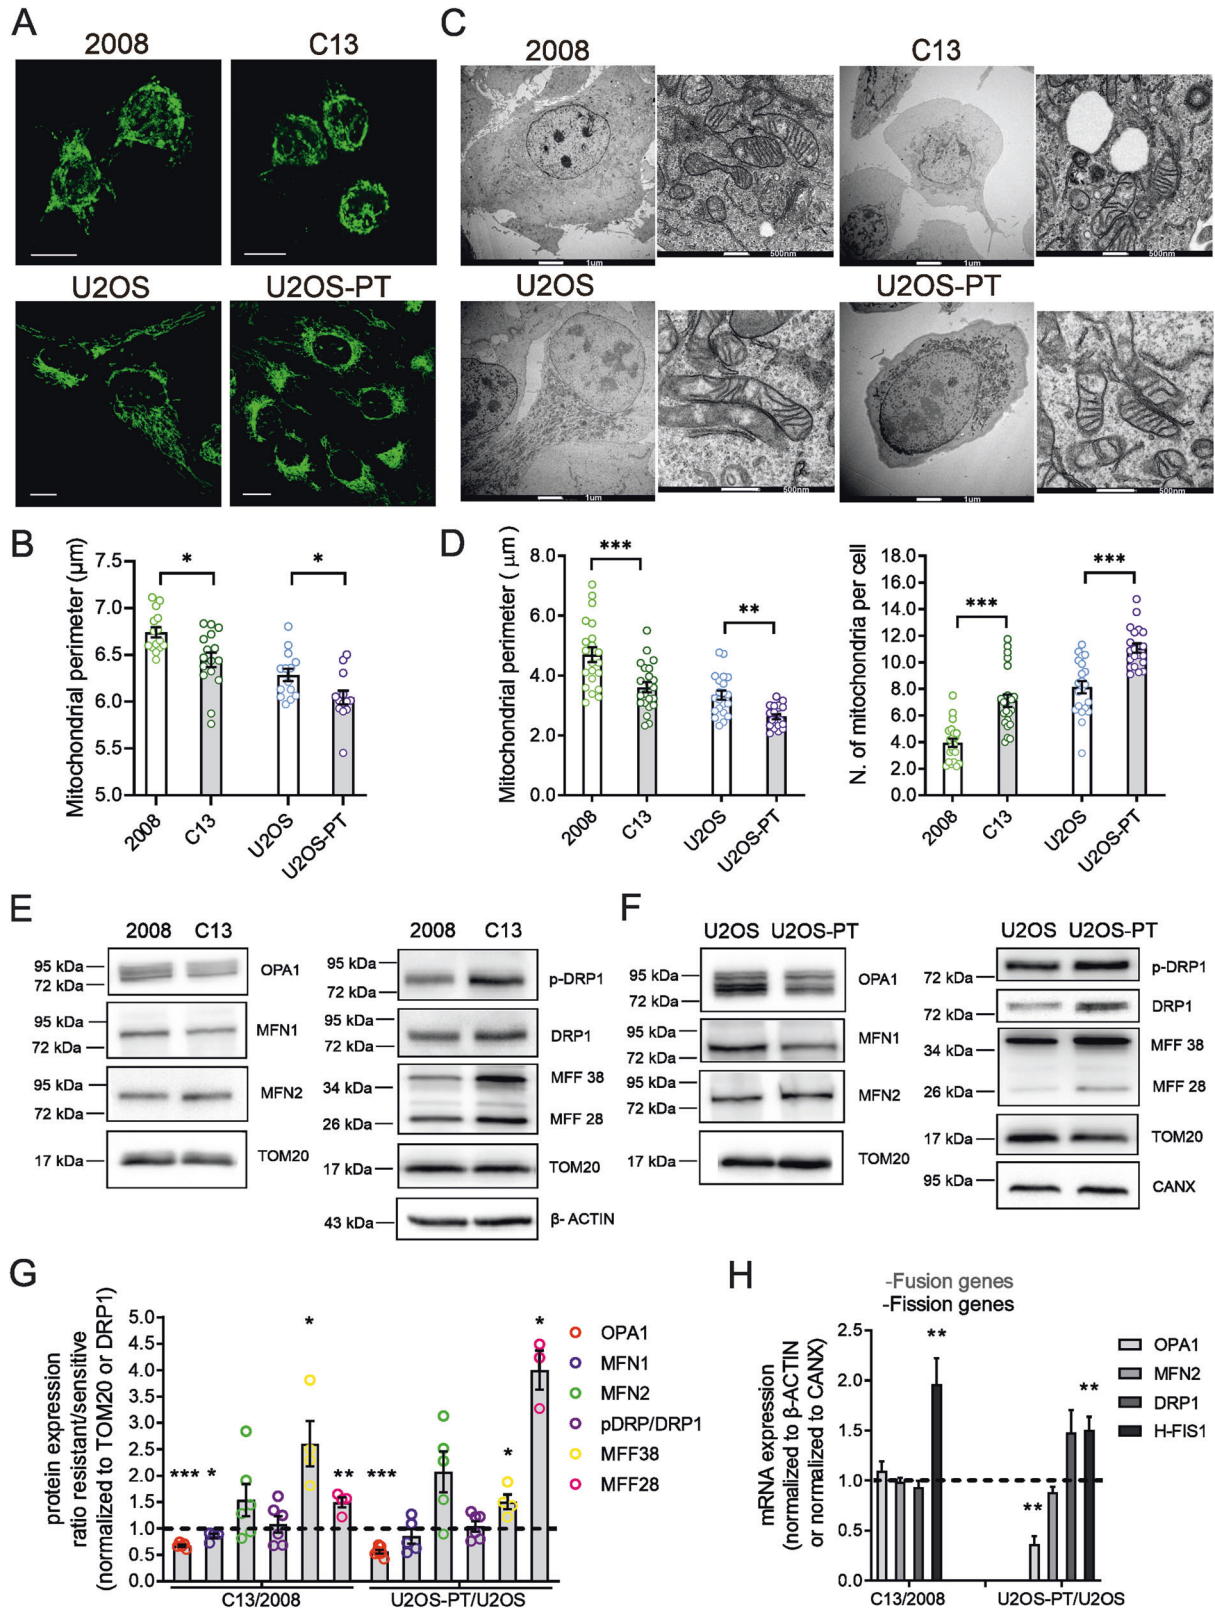 A
2008
C13
U2OS
U2OS-PT
C
2008
C13
1um
500nm
1um
500nm
U2OS
U2OS-PT
1um
500nm
1um
500nm
B
Mitochondrial perimeter (μm)
7.5
7.0
6.5
6.0
5.5
5.0
*
*
2008
C13
U2OS
U2OS-PT
D
Mitochondrial perimeter ( μm)
8.0
6.0
4.0
2.0
0.0
***
**
2008
C13
U2OS
U2OS-PT
N. of mitochondria per cell
18.0
16.0
14.0
12.0
10.0
8.0
6.0
4.0
2.0
0.0
***
***
2008
C13
U2OS
U2OS-PT
E
2008 C13
95 kDa
72 kDa
OPA1
95 kDa
72 kDa
MFN1
95 kDa
72 kDa
MFN2
17 kDa
TOM20
2008 C13
95 kDa
72 kDa
p-DRP1
95 kDa
72 kDa
DRP1
MFF 38
34 kDa
MFF 28
26 kDa
17 kDa
TOM20
43 kDa
β- ACTIN
F
U2OS U2OS-PT
95 kDa
72 kDa
OPA1
95 kDa
72 kDa
MFN1
95 kDa
72 kDa
MFN2
17 kDa
TOM20
U2OS U2OS-PT
72 kDa
p-DRP1
72 kDa
DRP1
MFF 38
34 kDa
MFF 28
26 kDa
17 kDa
TOM20
95 kDa
CANX
G
protein expression
ratio resistant/sensitive
(normalized to TOM20 or DRP1)
5.0
4.5
4.0
3.5
3.0
2.5
2.0
1.5
1.0
0.5
0.0
***
*
*
**
***
*
*
C13/2008
U2OS-PT/U2OS
OPA1
MFN1
MFN2
pDRP/DRP1
MFF38
MFF28
H
-Fusion genes
-Fission genes
mRNA expression
(normalized to β-ACTIN
or normalized to CANX)
2.5
2.0
1.5
1.0
0.5
0.0
**
**
**
C13/2008
U2OS-PT/U2OS
OPA1
MFN2
DRP1
H-FIS1